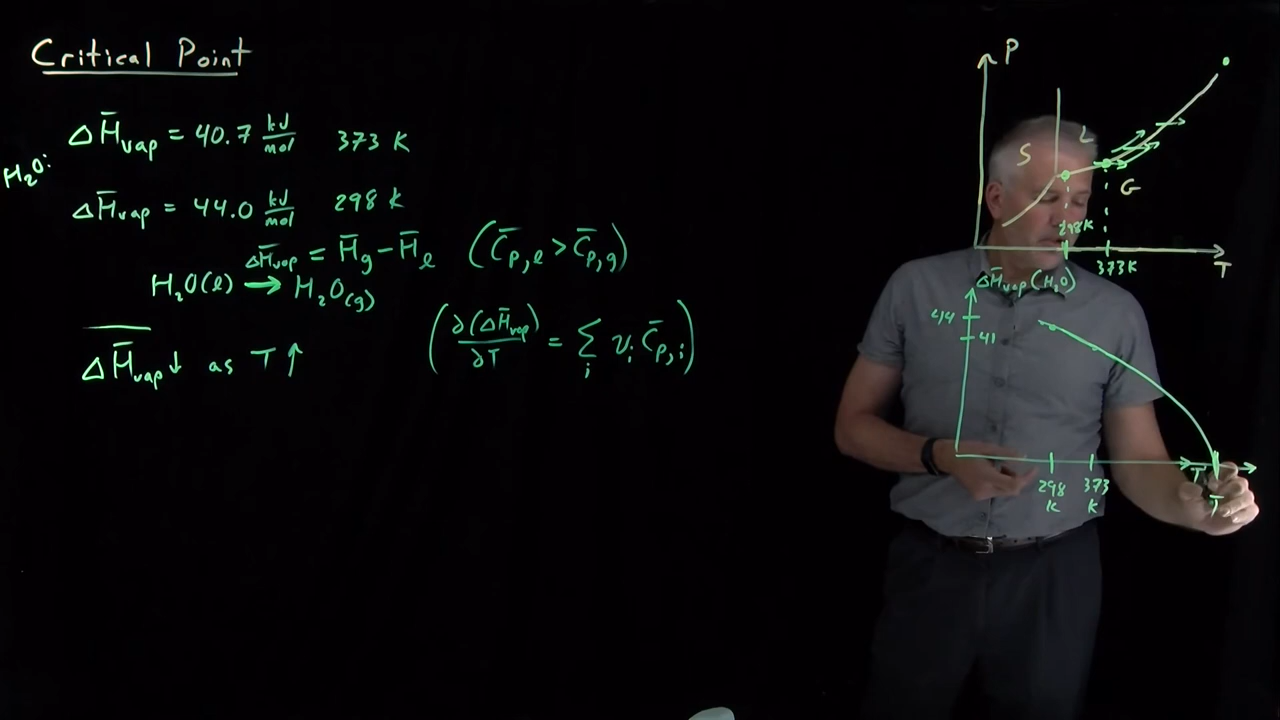 Critical Point
H₂O:
ΔH̄vap = 40.7 kJ/mol 373 K
ΔH̄vap = 44.0 kJ/mol 298 K
ΔH̄vap = H̄g − H̄ℓ (C̄p,ℓ > C̄p,g)
H₂O(ℓ) → H₂O(g)
(∂(ΔH̄vap)/∂T = Σi νi C̄p,i)
ΔH̄vap↓ as T↑
P
S
L
G
298K
373K
T
ΔH̄vap(H₂O)
44
41
298 K
373 K
T
T